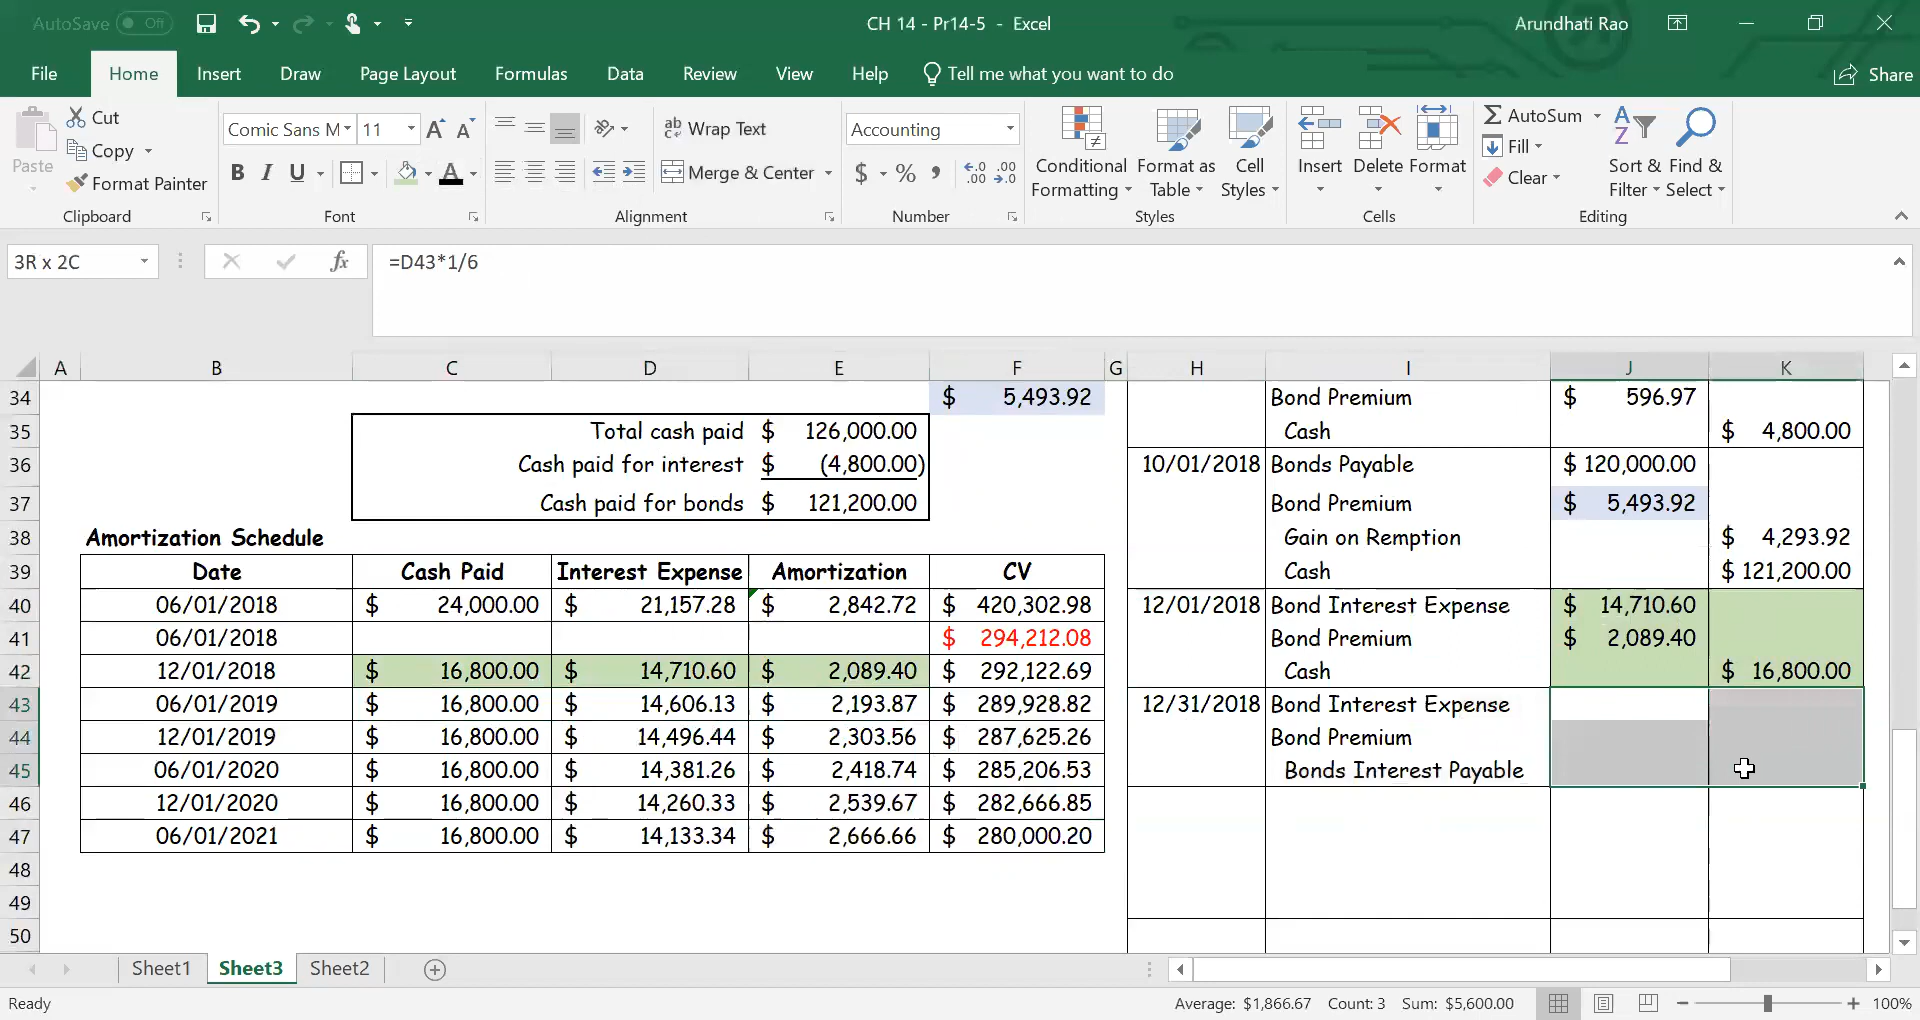 AutoSave Off
CH 14 - Pr14-5 - Excel
Arundhati Rao
File Home Insert Draw Page Layout Formulas Data Review View Help Tell me what you want to do Share
Paste
Cut
Copy
Format Painter
Clipboard
Comic Sans M 11
B I U
Font
Wrap Text
Merge & Center
Alignment
Accounting
$ % ,
Number
Conditional Formatting
Format as Table
Cell Styles
Styles
Insert Delete Format
Cells
AutoSum
Fill
Clear
Sort & Filter
Find & Select
Editing
3R x 2C
fx
=D43*1/6
A B C D E F G H I J K
34 $ 5,493.92 Bond Premium $ 596.97
35 Total cash paid $ 126,000.00 Cash $ 4,800.00
36 Cash paid for interest $ (4,800.00) 10/01/2018 Bonds Payable $ 120,000.00
37 Cash paid for bonds $ 121,200.00 Bond Premium $ 5,493.92
38 Amortization Schedule Gain on Remption $ 4,293.92
39 Date Cash Paid Interest Expense Amortization CV Cash $ 121,200.00
40 06/01/2018 $ 24,000.00 $ 21,157.28 $ 2,842.72 $ 420,302.98 12/01/2018 Bond Interest Expense $ 14,710.60
41 06/01/2018 $ 294,212.08 Bond Premium $ 2,089.40
42 12/01/2018 $ 16,800.00 $ 14,710.60 $ 2,089.40 $ 292,122.69 Cash $ 16,800.00
43 06/01/2019 $ 16,800.00 $ 14,606.13 $ 2,193.87 $ 289,928.82 12/31/2018 Bond Interest Expense
44 12/01/2019 $ 16,800.00 $ 14,496.44 $ 2,303.56 $ 287,625.26 Bond Premium
45 06/01/2020 $ 16,800.00 $ 14,381.26 $ 2,418.74 $ 285,206.53 Bonds Interest Payable
46 12/01/2020 $ 16,800.00 $ 14,260.33 $ 2,539.67 $ 282,666.85
47 06/01/2021 $ 16,800.00 $ 14,133.34 $ 2,666.66 $ 280,000.20
48
49
50
Sheet1 Sheet3 Sheet2
Ready
Average: $1,866.67 Count: 3 Sum: $5,600.00
100%